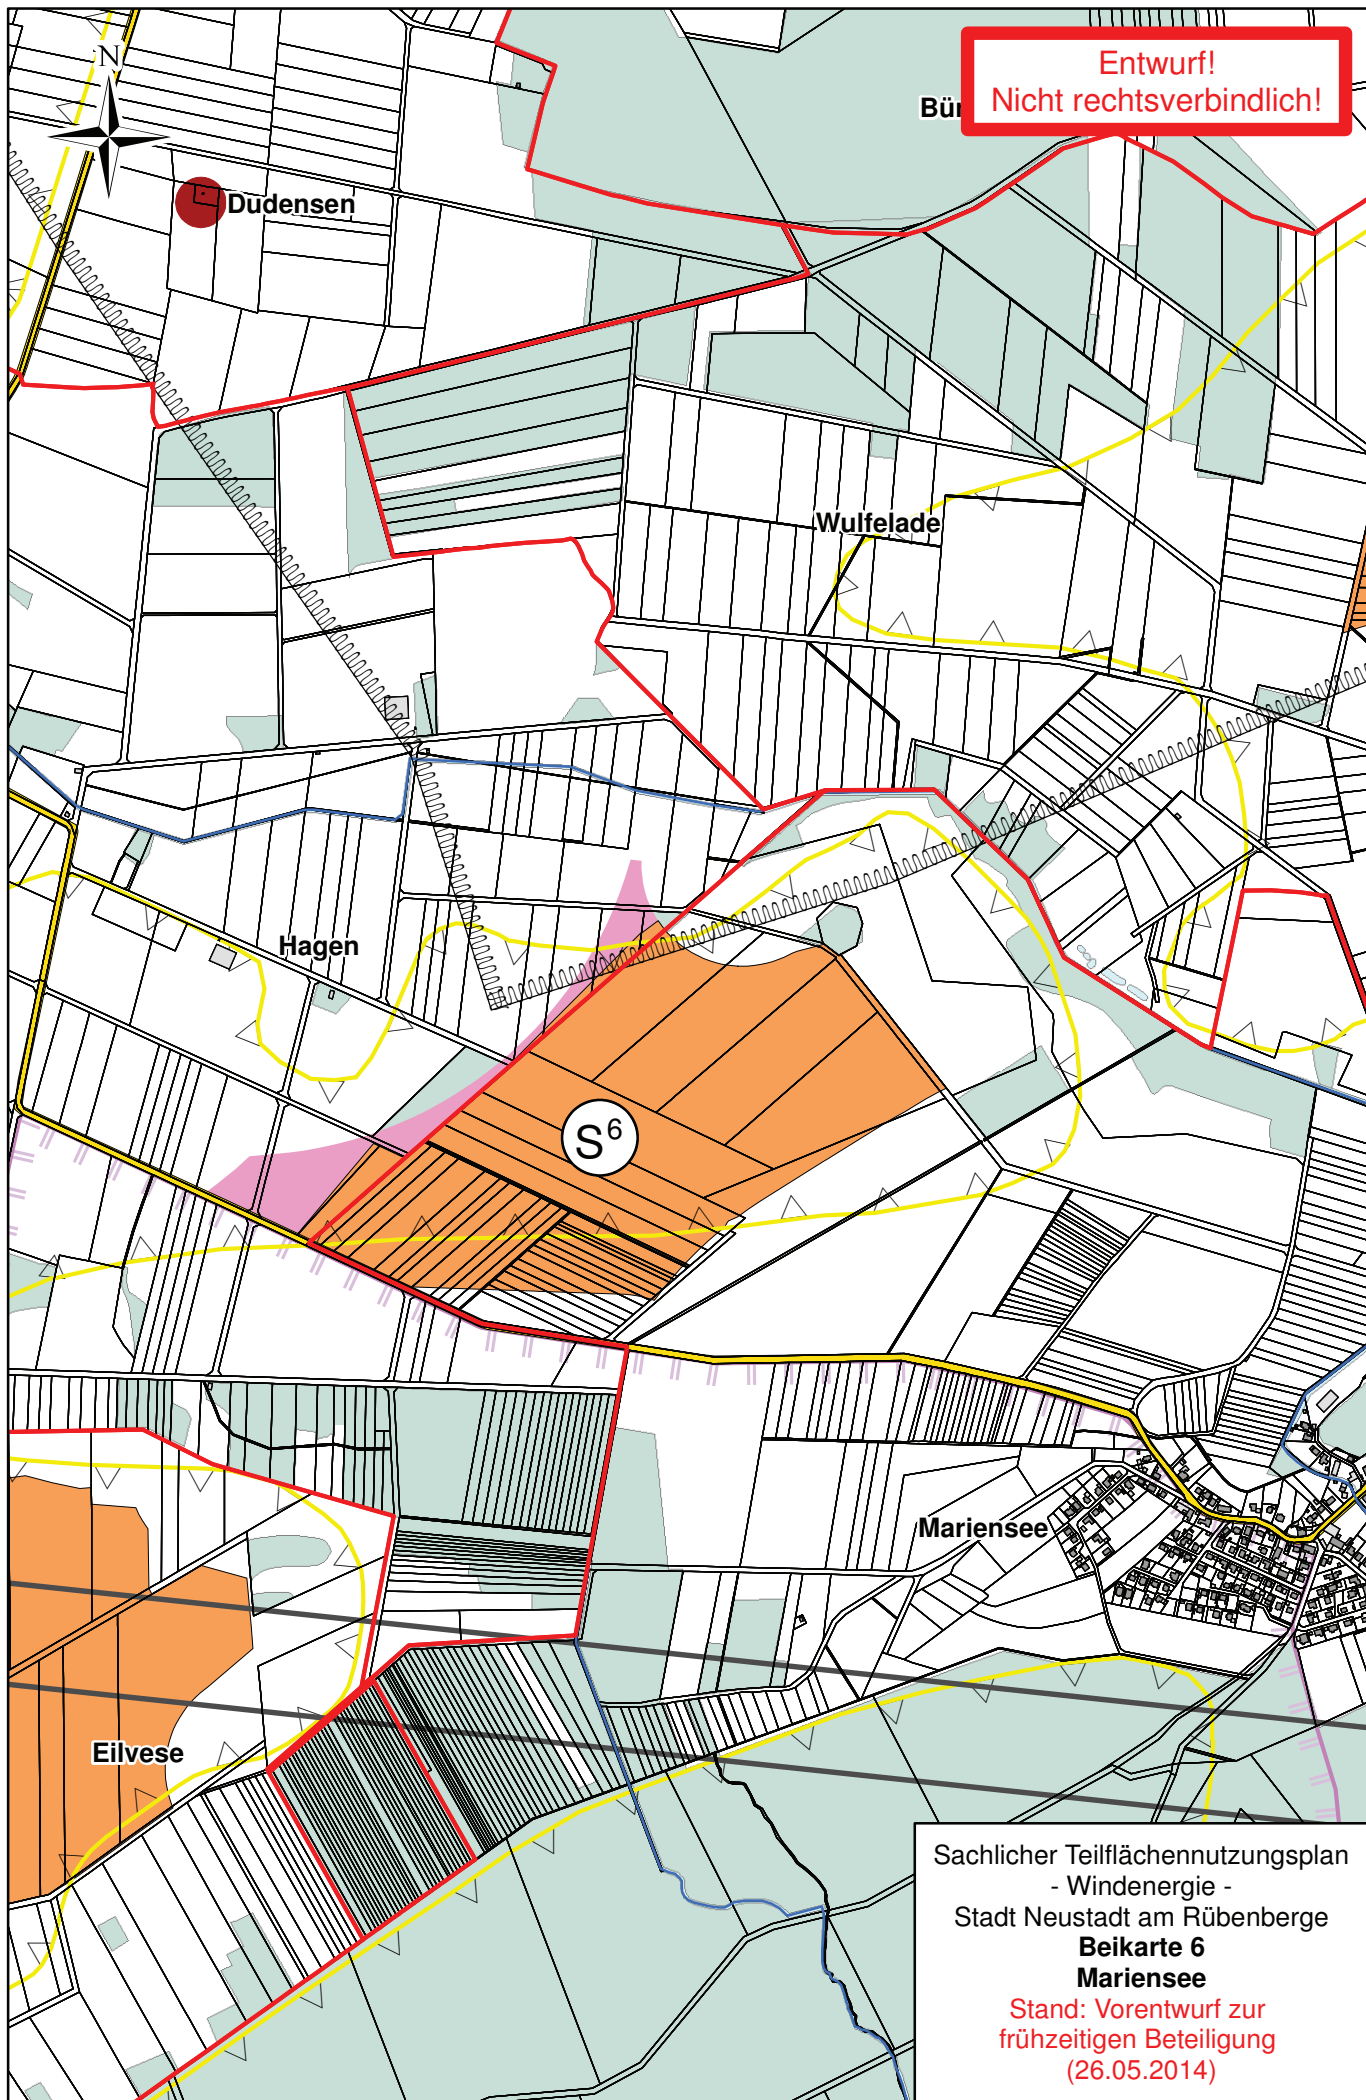 Entwurf!
Nicht rechtsverbindlich!
N
Dudensen
Wulfelade
Hagen
S6
Mariensee
Eilvese
Sachlicher Teilflächennutzungsplan
- Windenergie -
Stadt Neustadt am Rübenberge
Beikarte 6
Mariensee
Stand: Vorentwurf zur
frühzeitigen Beteiligung
(26.05.2014)